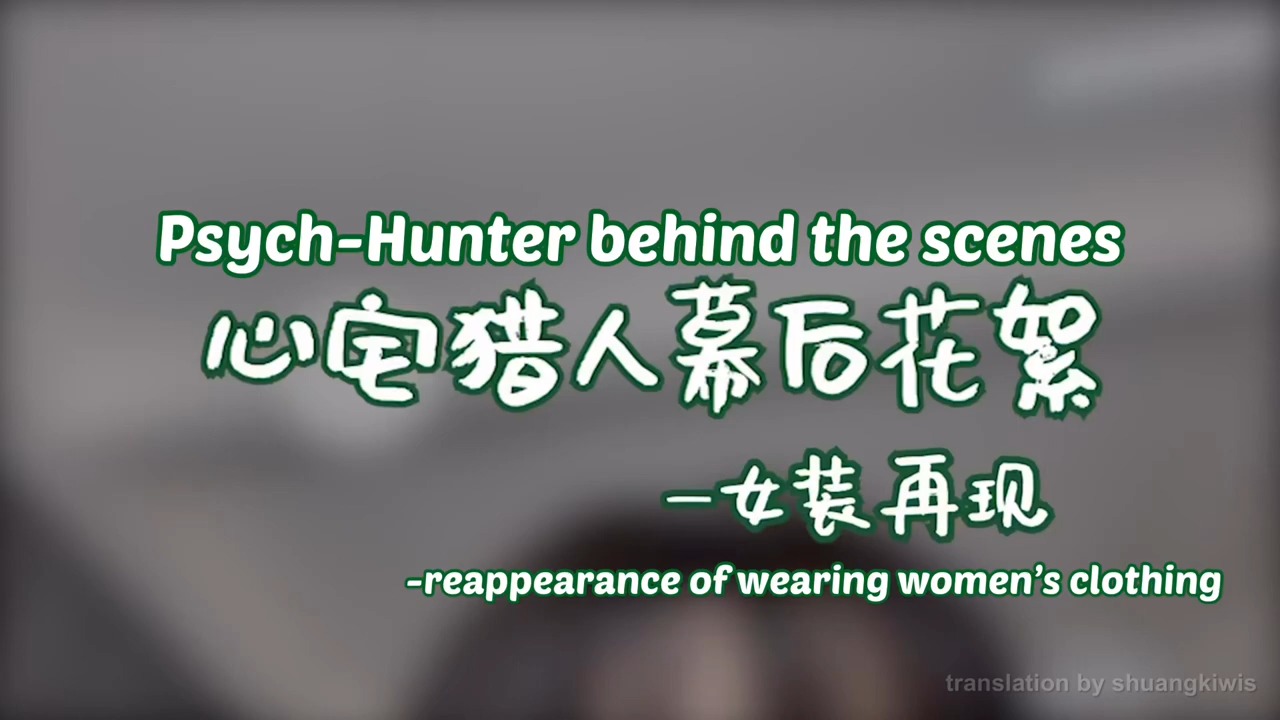 Psych-Hunter behind the scenes
心宅猎人幕后花絮
-女装再现
-reappearance of wearing women's clothing
translation by shuangkiwis